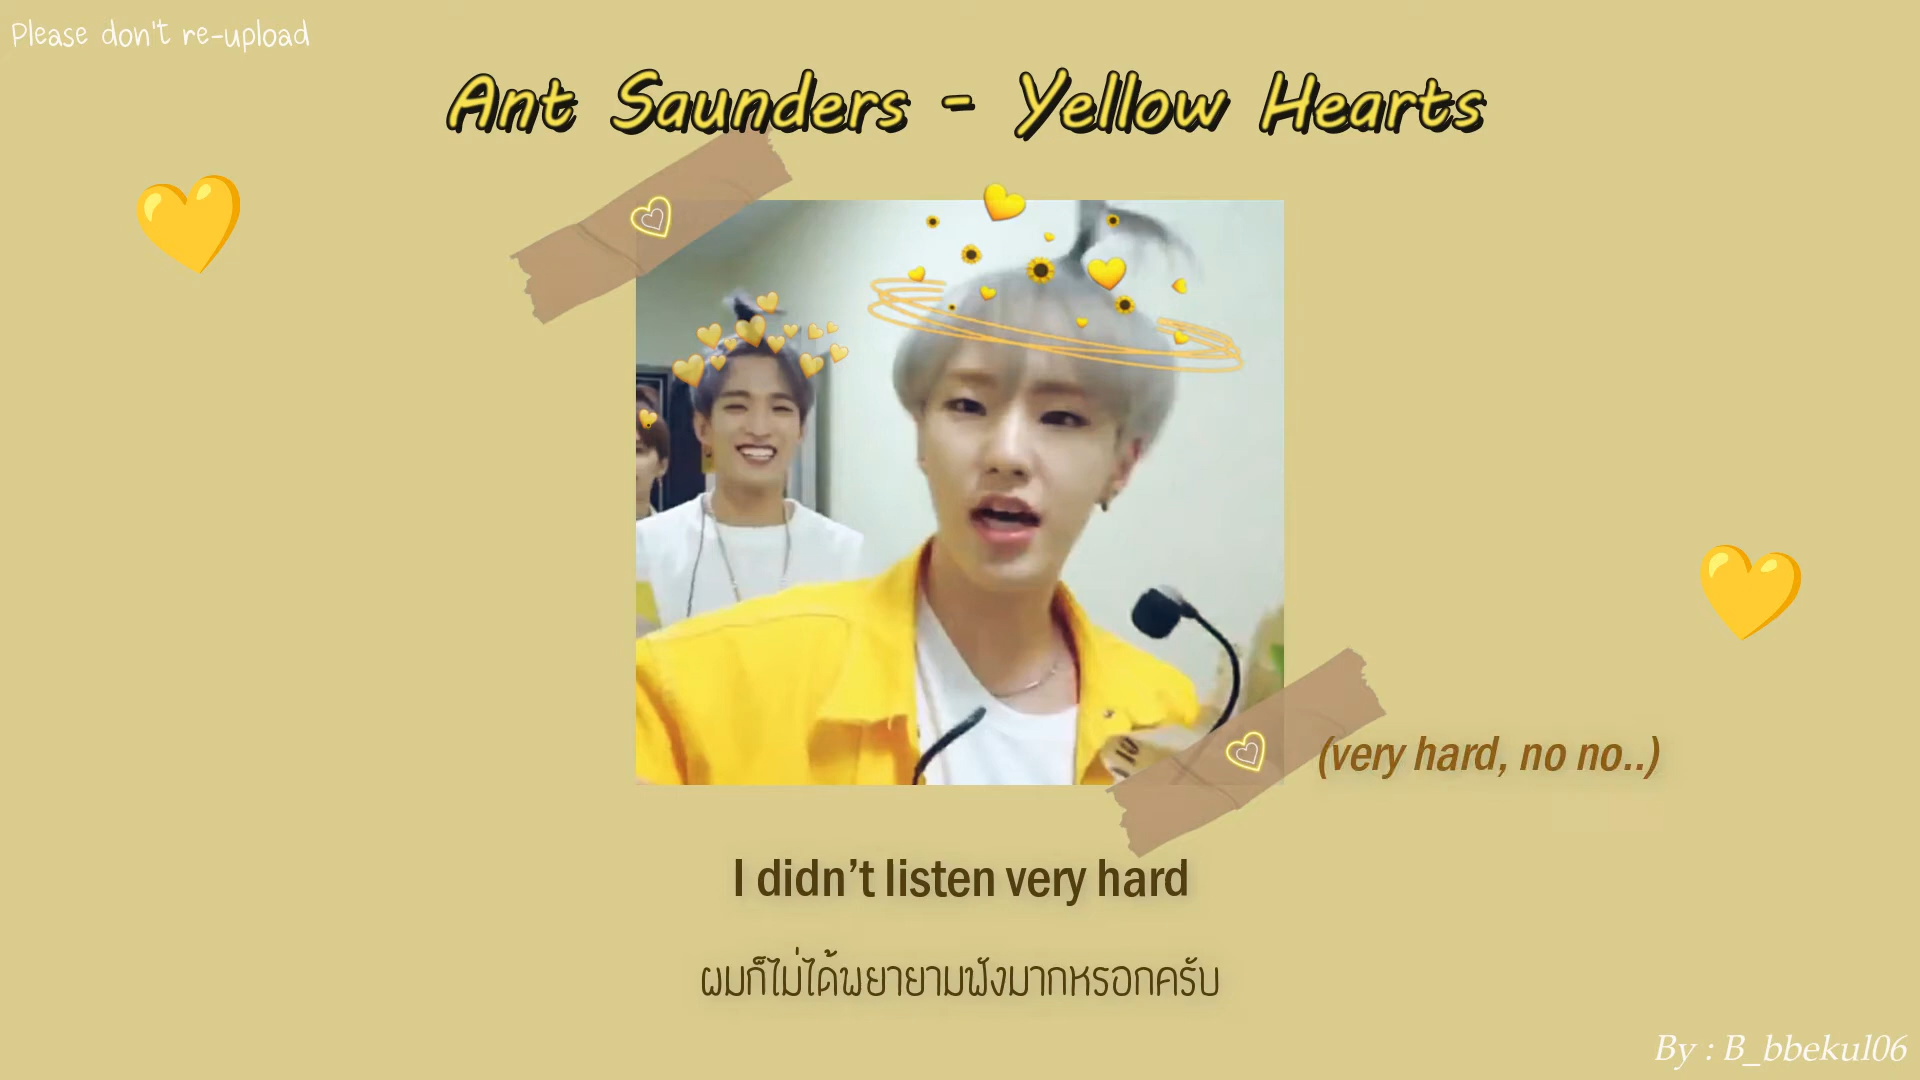 Please don't re-upload
Ant Saunders - Yellow Hearts
(very hard, no no..)
I didn’t listen very hard
ผมก็ไม่ได้พยายามฟังมากหรอกครับ
By : B_bbekul06